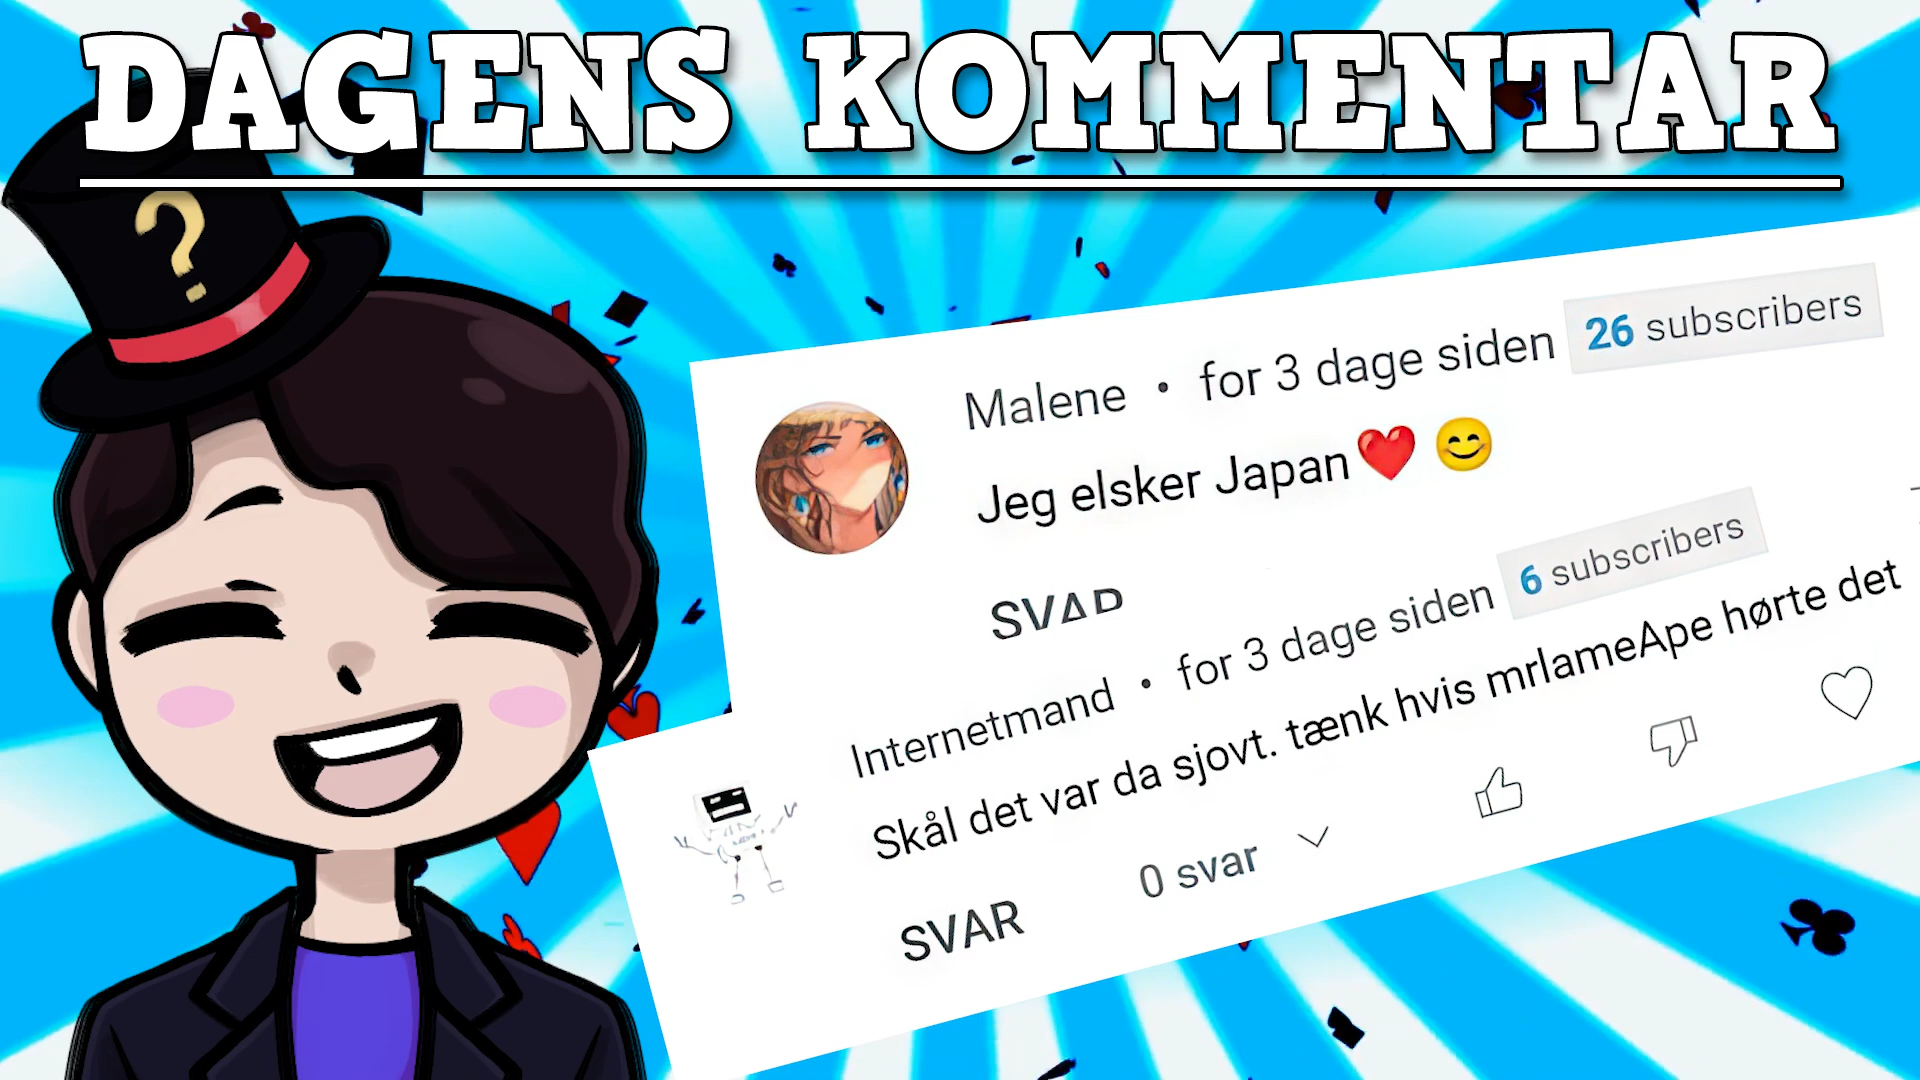 DAGENS KOMMENTAR
?
Malene • for 3 dage siden 26 subscribers
Jeg elsker Japan❤️ 😊
SVAR
Internetmand • for 3 dage siden 6 subscribers
Skål det var da sjovt. tænk hvis mrlameApe hørte det
0 svar
SVAR